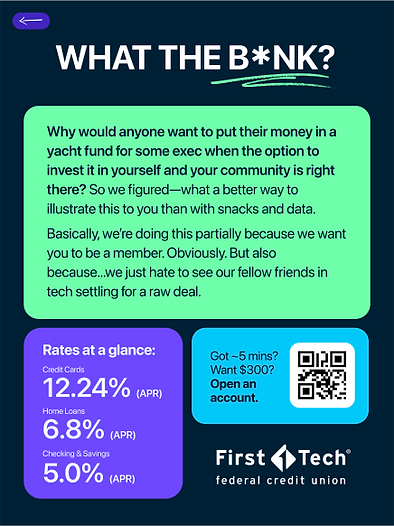 WHAT THE B*NK?
Why would anyone want to put their money in a
yacht fund for some exec when the option to
invest it in yourself and your community is right
there? So we figured—what a better way to
illustrate this to you than with snacks and data.
Basically, we're doing this partially because we want
you to be a member. Obviously. But also
because...we just hate to see our fellow friends in
tech settling for a raw deal.
Rates at a glance:
Credit Cards
12.24% (APR)
Home Loans
6.8% (APR)
Checking & Savings
5.0% (APR)
Got ~5 mins?
Want $300?
Open an
account.
First Tech®
federal credit union